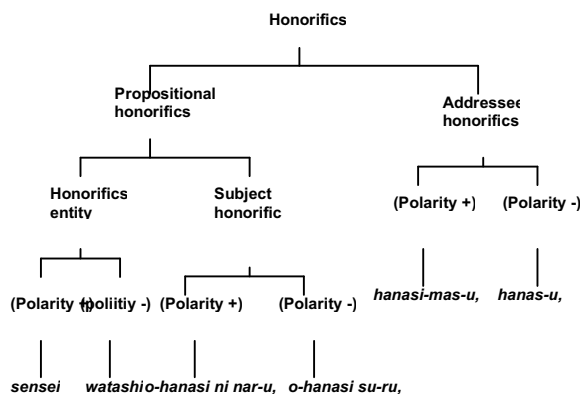 Honorifics
Propositional
honorifics
Addressee
honorifics
Honorifics
entity
Subject
honorific
(Polarity +)
(Polarity -)
(Polarity +)
(poliitiy -)
(Polarity +)
(Polarity -)
hanasi-mas-u,
hanas-u,
sensei
watashi
o-hanasi ni nar-u,
o-hanasi su-ru,